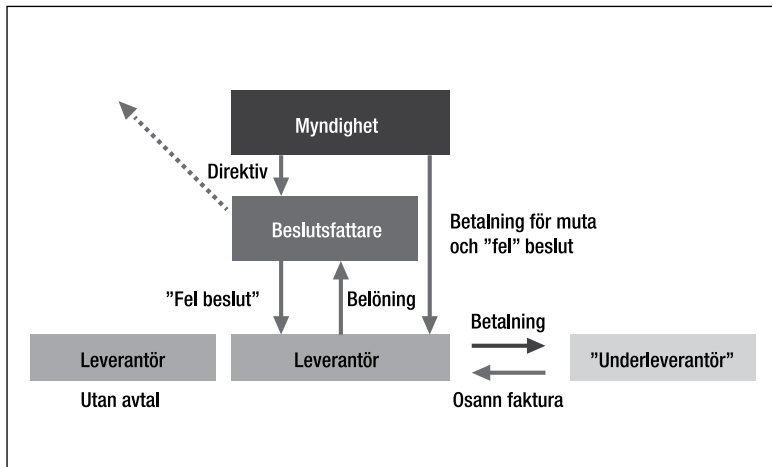 Myndighet
Direktiv
Beslutsfattare
Betalning för muta
och ”fel” beslut
”Fel beslut”
Belöning
Betalning
Leverantör
Leverantör
”Underleverantör”
Utan avtal
Osann faktura